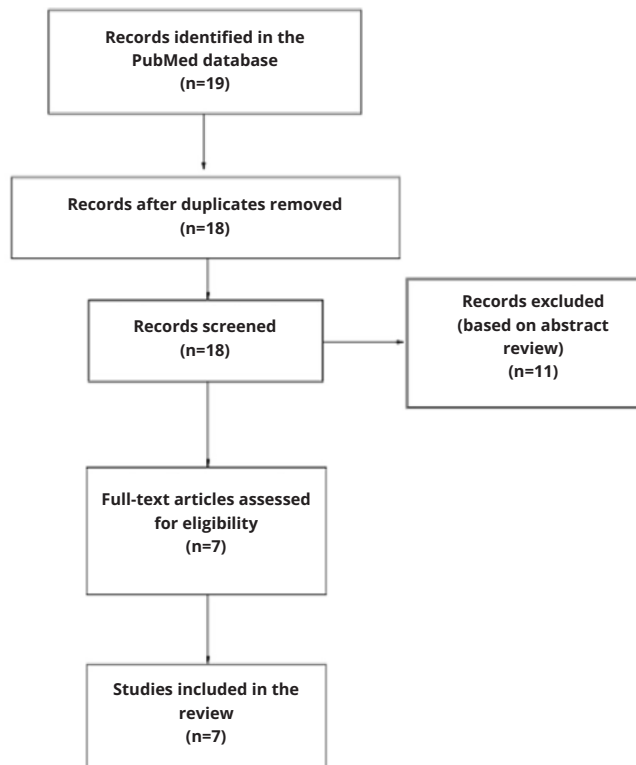 Records identified in the
PubMed database
(n=19)
Records after duplicates removed
(n=18)
Records screened
(n=18)
Records excluded
(based on abstract
review)
(n=11)
Full-text articles assessed
for eligibility
(n=7)
Studies included in the
review
(n=7)